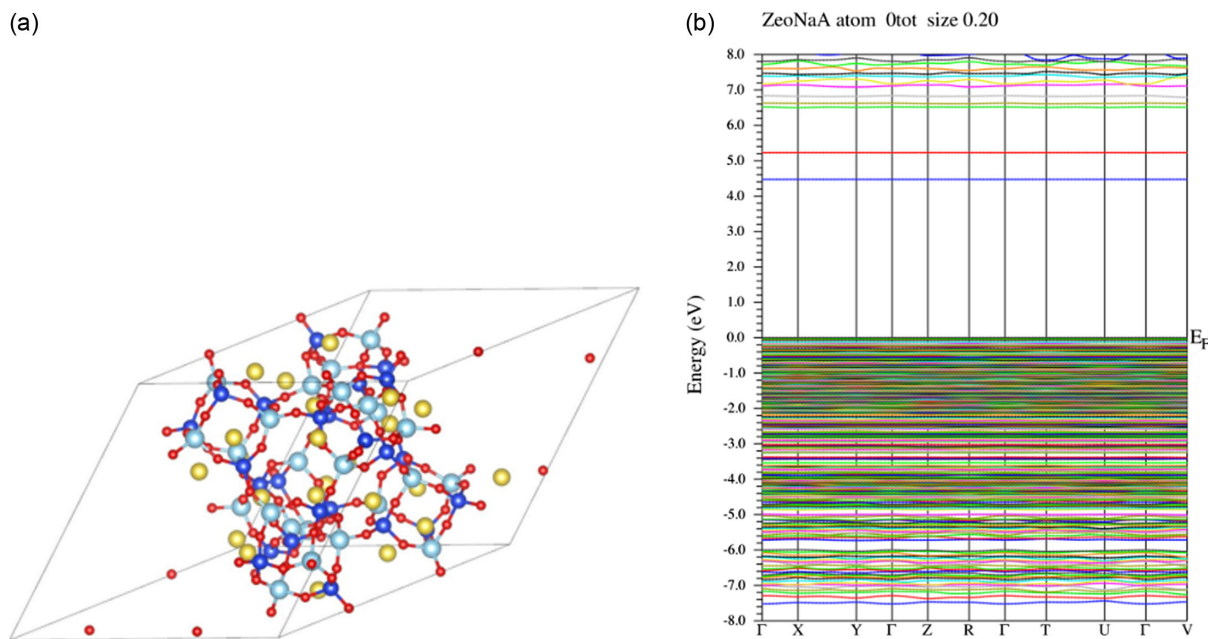 (a)
(b)
ZeoNaA atom 0tot size 0.20
Energy (eV)
8.0
7.0
6.0
5.0
4.0
3.0
2.0
1.0
0.0
-1.0
-2.0
-3.0
-4.0
-5.0
-6.0
-7.0
-8.0
E_F
Γ X Y Γ Z R Γ T U Γ V